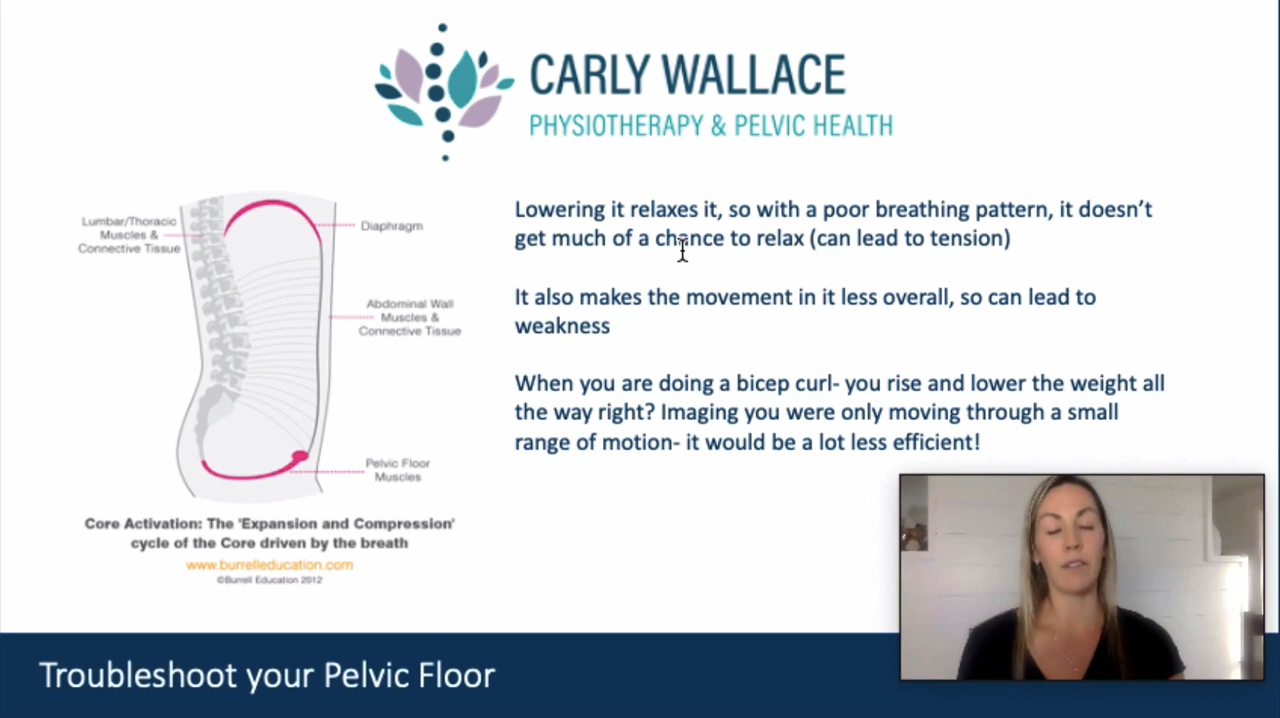 CARLY WALLACE
PHYSIOTHERAPY & PELVIC HEALTH
Lumbar/Thoracic
Muscles &
Connective Tissue
Diaphragm
Abdominal Wall
Muscles &
Connective Tissue
Pelvic Floor
Muscles
Core Activation: The 'Expansion and Compression'
cycle of the Core driven by the breath
www.burrelleducation.com
©Burrell Education 2012
Lowering it relaxes it, so with a poor breathing pattern, it doesn't
get much of a chance to relax (can lead to tension)
It also makes the movement in it less overall, so can lead to
weakness
When you are doing a bicep curl- you rise and lower the weight all
the way right? Imaging you were only moving through a small
range of motion- it would be a lot less efficient!
Troubleshoot your Pelvic Floor